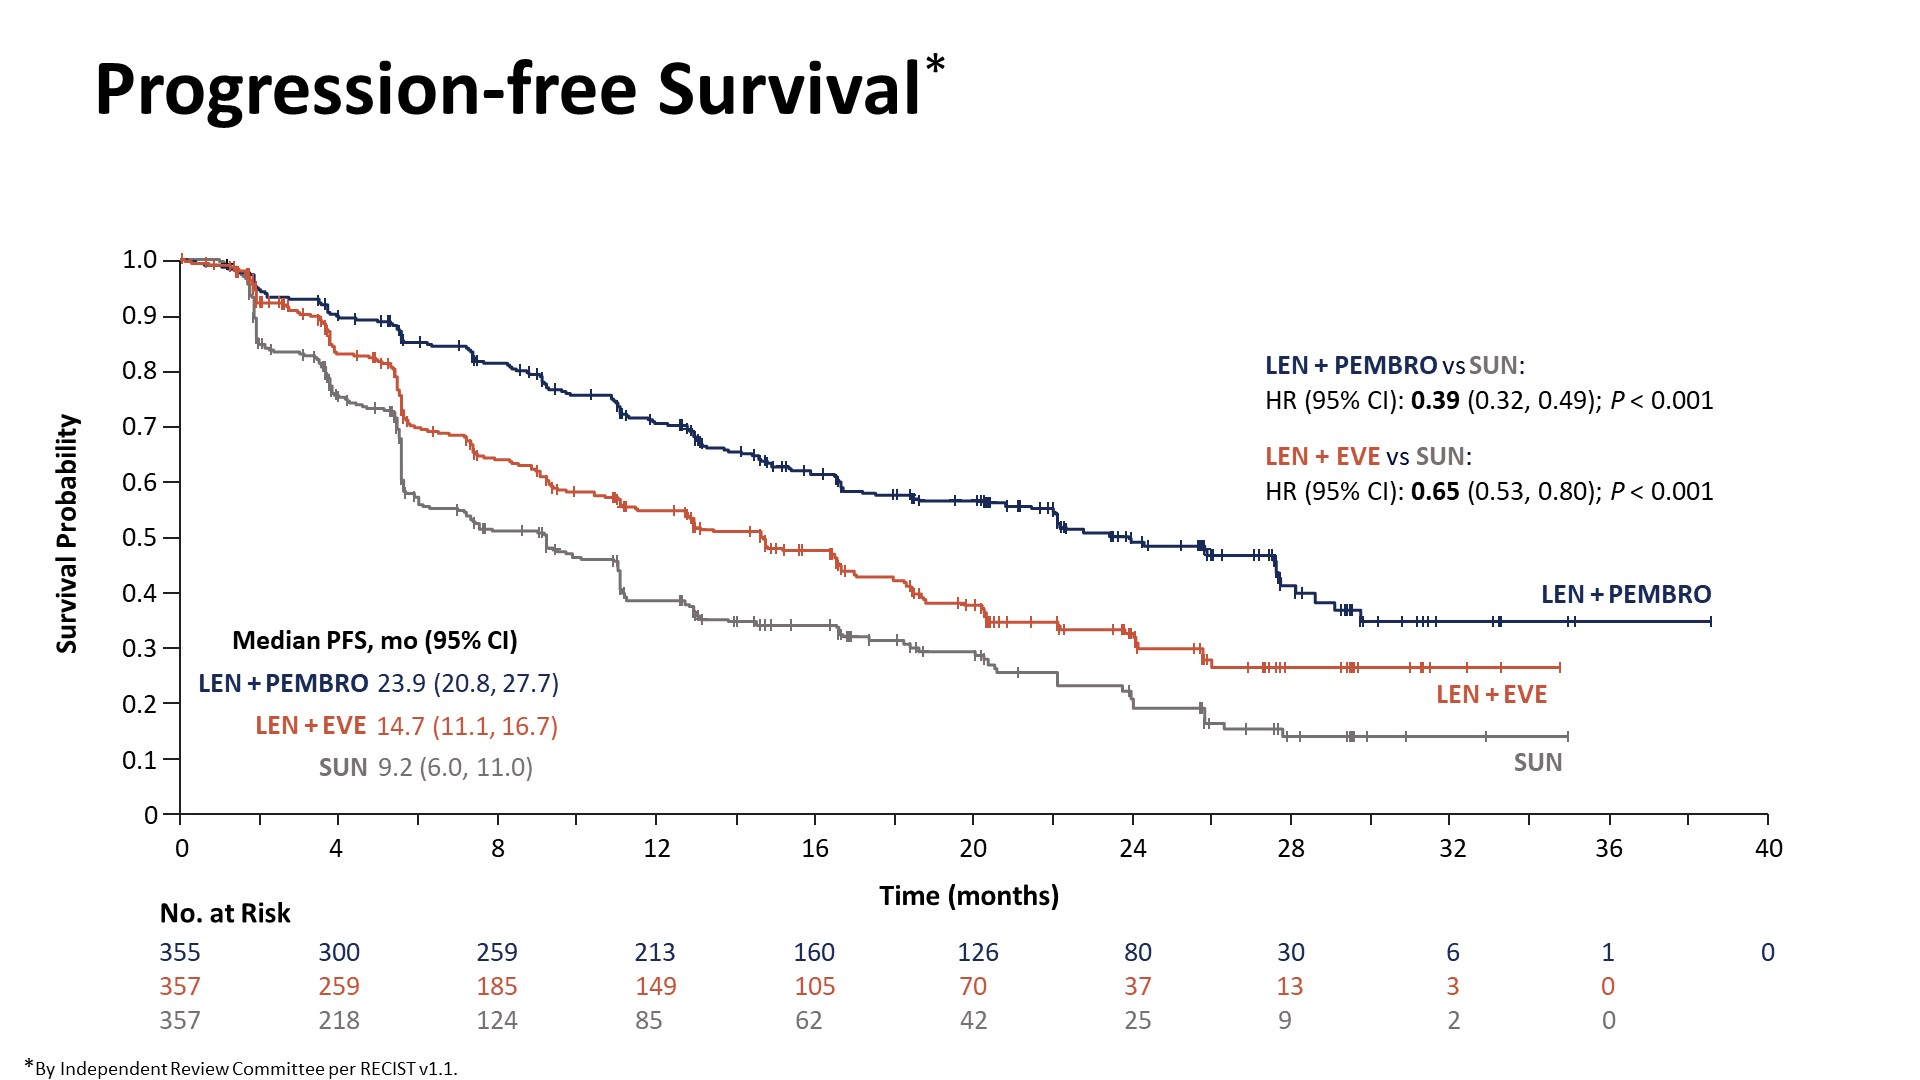 Progression-free Survival*
1.0
0.9
0.8
0.7
0.6
0.5
0.4
0.3
0.2
0.1
0
Survival Probability
LEN + PEMBRO vs SUN:
HR (95% CI): 0.39 (0.32, 0.49); P < 0.001
LEN + EVE vs SUN:
HR (95% CI): 0.65 (0.53, 0.80); P < 0.001
LEN + PEMBRO
LEN + EVE
SUN
Median PFS, mo (95% CI)
LEN + PEMBRO 23.9 (20.8, 27.7)
LEN + EVE 14.7 (11.1, 16.7)
SUN 9.2 (6.0, 11.0)
0 4 8 12 16 20 24 28 32 36 40
Time (months)
No. at Risk
355 300 259 213 160 126 80 30 6 1 0
357 259 185 149 105 70 37 13 3 0
357 218 124 85 62 42 25 9 2 0
*By Independent Review Committee per RECIST v1.1.